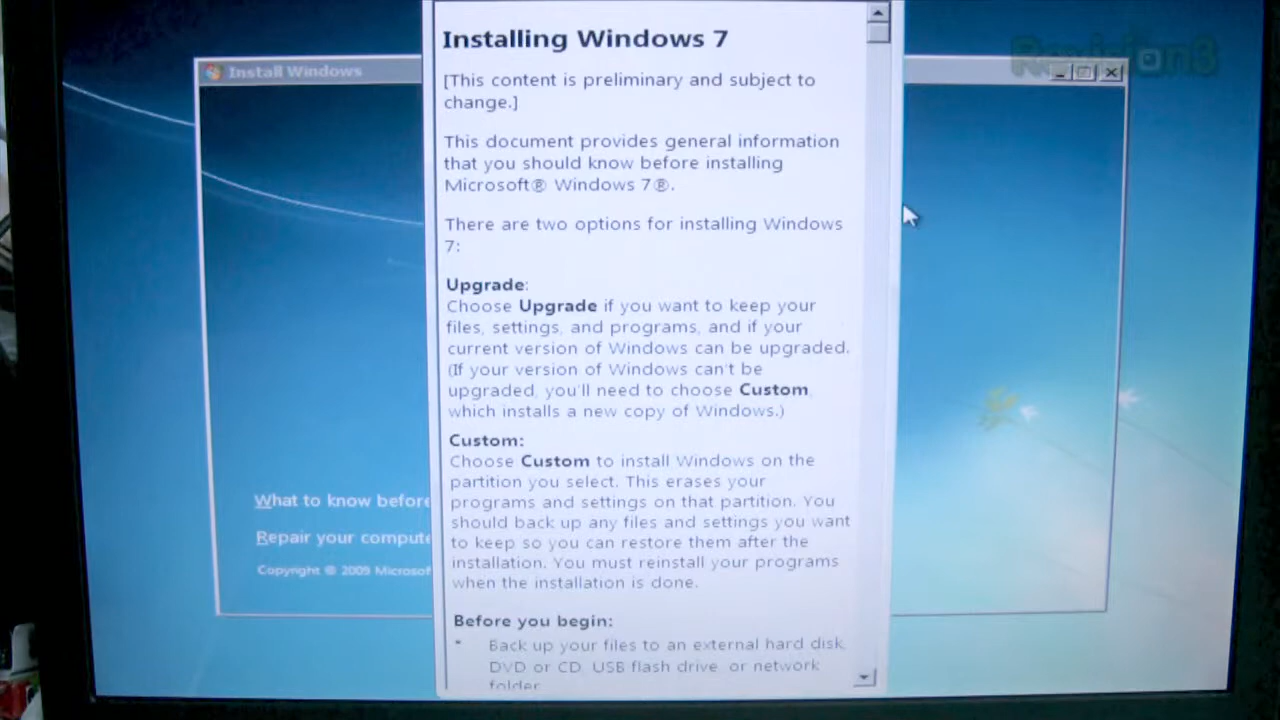 Installing Windows 7
Revision3
Install Windows
[This content is preliminary and subject to
change.]
This document provides general information
that you should know before installing
Microsoft® Windows 7®.
There are two options for installing Windows
7:
Upgrade:
Choose Upgrade if you want to keep your
files, settings, and programs, and if your
current version of Windows can be upgraded.
(If your version of Windows can't be
upgraded, you'll need to choose Custom,
which installs a new copy of Windows.)
Custom:
Choose Custom to install Windows on the
partition you select. This erases your
programs and settings on that partition. You
should back up any files and settings you want
to keep so you can restore them after the
installation. You must reinstall your programs
when the installation is done.
What to know before
Repair your compute
Copyright © 2009 Microsof
Before you begin:
* Back up your files to an external hard disk,
DVD or CD, USB flash drive, or network
folder